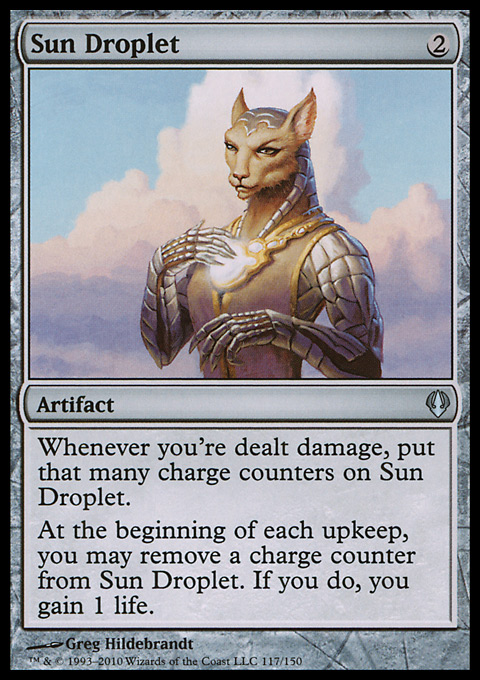 Sun Droplet 2
Artifact
Whenever you're dealt damage, put
that many charge counters on Sun
Droplet.
At the beginning of each upkeep,
you may remove a charge counter
from Sun Droplet. If you do, you
gain 1 life.
Greg Hildebrandt
™ & © 1993–2010 Wizards of the Coast LLC 117/150